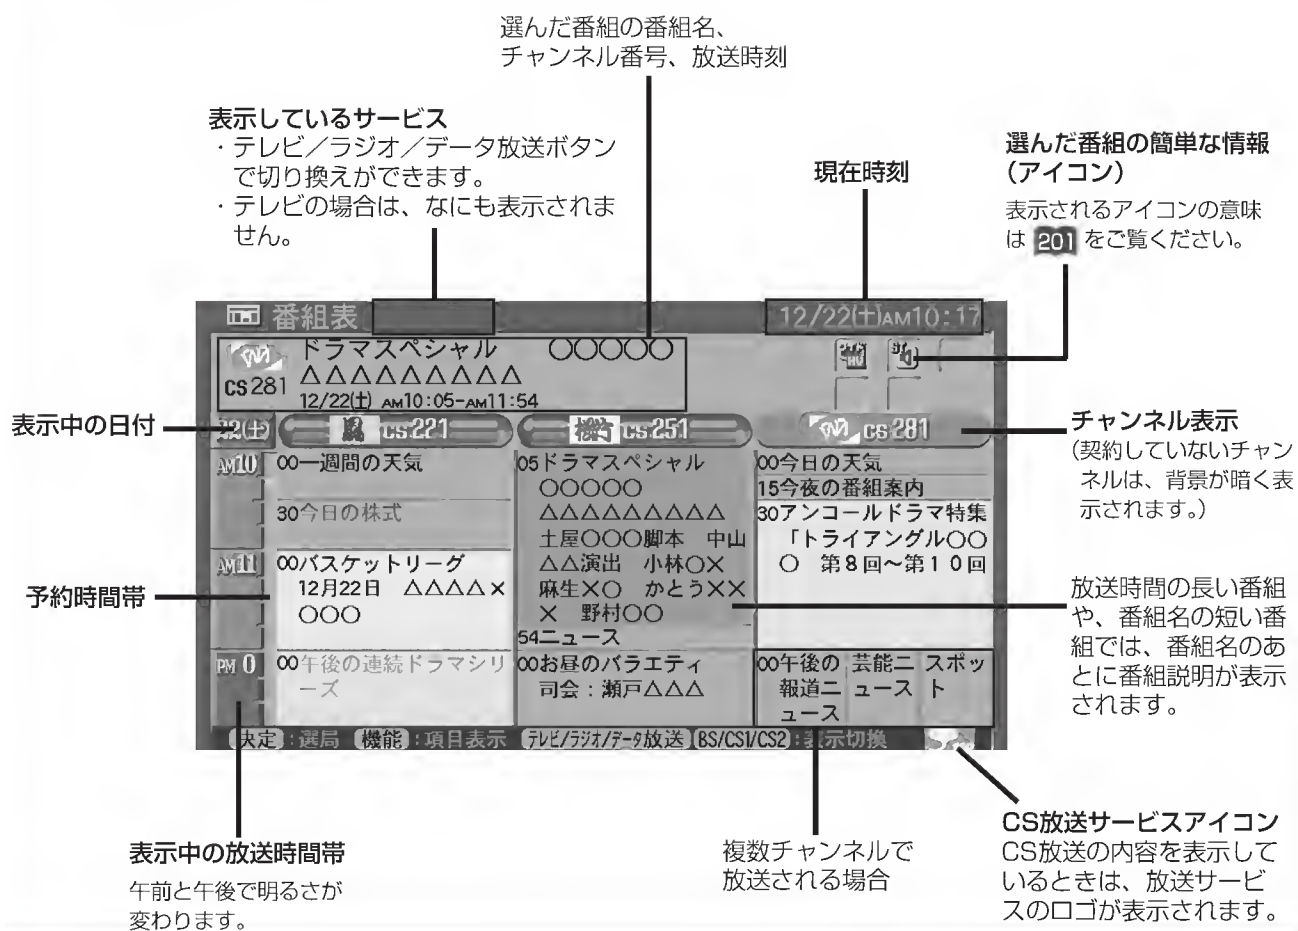 選んだ番組の番組名、
チャンネル番号、放送時刻
表示しているサービス
・テレビ／ラジオ／データ放送ボタン
で切り換えができます。
・テレビの場合は、なにも表示されま
せん。
現在時刻
選んだ番組の簡単な情報
（アイコン）
表示されるアイコンの意味
は 201 をご覧ください。
番組表
12/22(土)AM10:17
ドラマスペシャル ○○○○○
CS281 △△△△△△△△△
12/22(土) AM10:05-AM11:54
表示中の日付
22(土)
CS221
CS251
CS281
チャンネル表示
（契約していないチャン
ネルは、背景が暗く表
示されます。）
AM10
00一週間の天気
30今日の株式
AM11
00バスケットリーグ
12月22日 △△△△×
○○○
PM 0
00午後の連続ドラマシリ
ーズ
05ドラマスペシャル
○○○○○
△△△△△△△△△
土屋○○○脚本 中山
△△演出 小林○×
麻生×○ かとう××
× 野村○○
54ニュース
00お昼のバラエティ
司会：瀬戸△△△
00今日の天気
15今夜の番組案内
30アンコールドラマ特集
「トライアングル○○
○ 第８回～第１０回
00午後の
報道ニ
ュース
芸能ニ
ュース
スポッ
ト
予約時間帯
放送時間の長い番組
や、番組名の短い番
組では、番組名のあ
とに番組説明が表示
されます。
決定：選局 機能：項目表示 テレビ/ラジオ/データ放送 BS/CS1/CS2：表示切換
表示中の放送時間帯
午前と午後で明るさが
変わります。
複数チャンネルで
放送される場合
CS放送サービスアイコン
CS放送の内容を表示して
いるときは、放送サービ
スのロゴが表示されます。